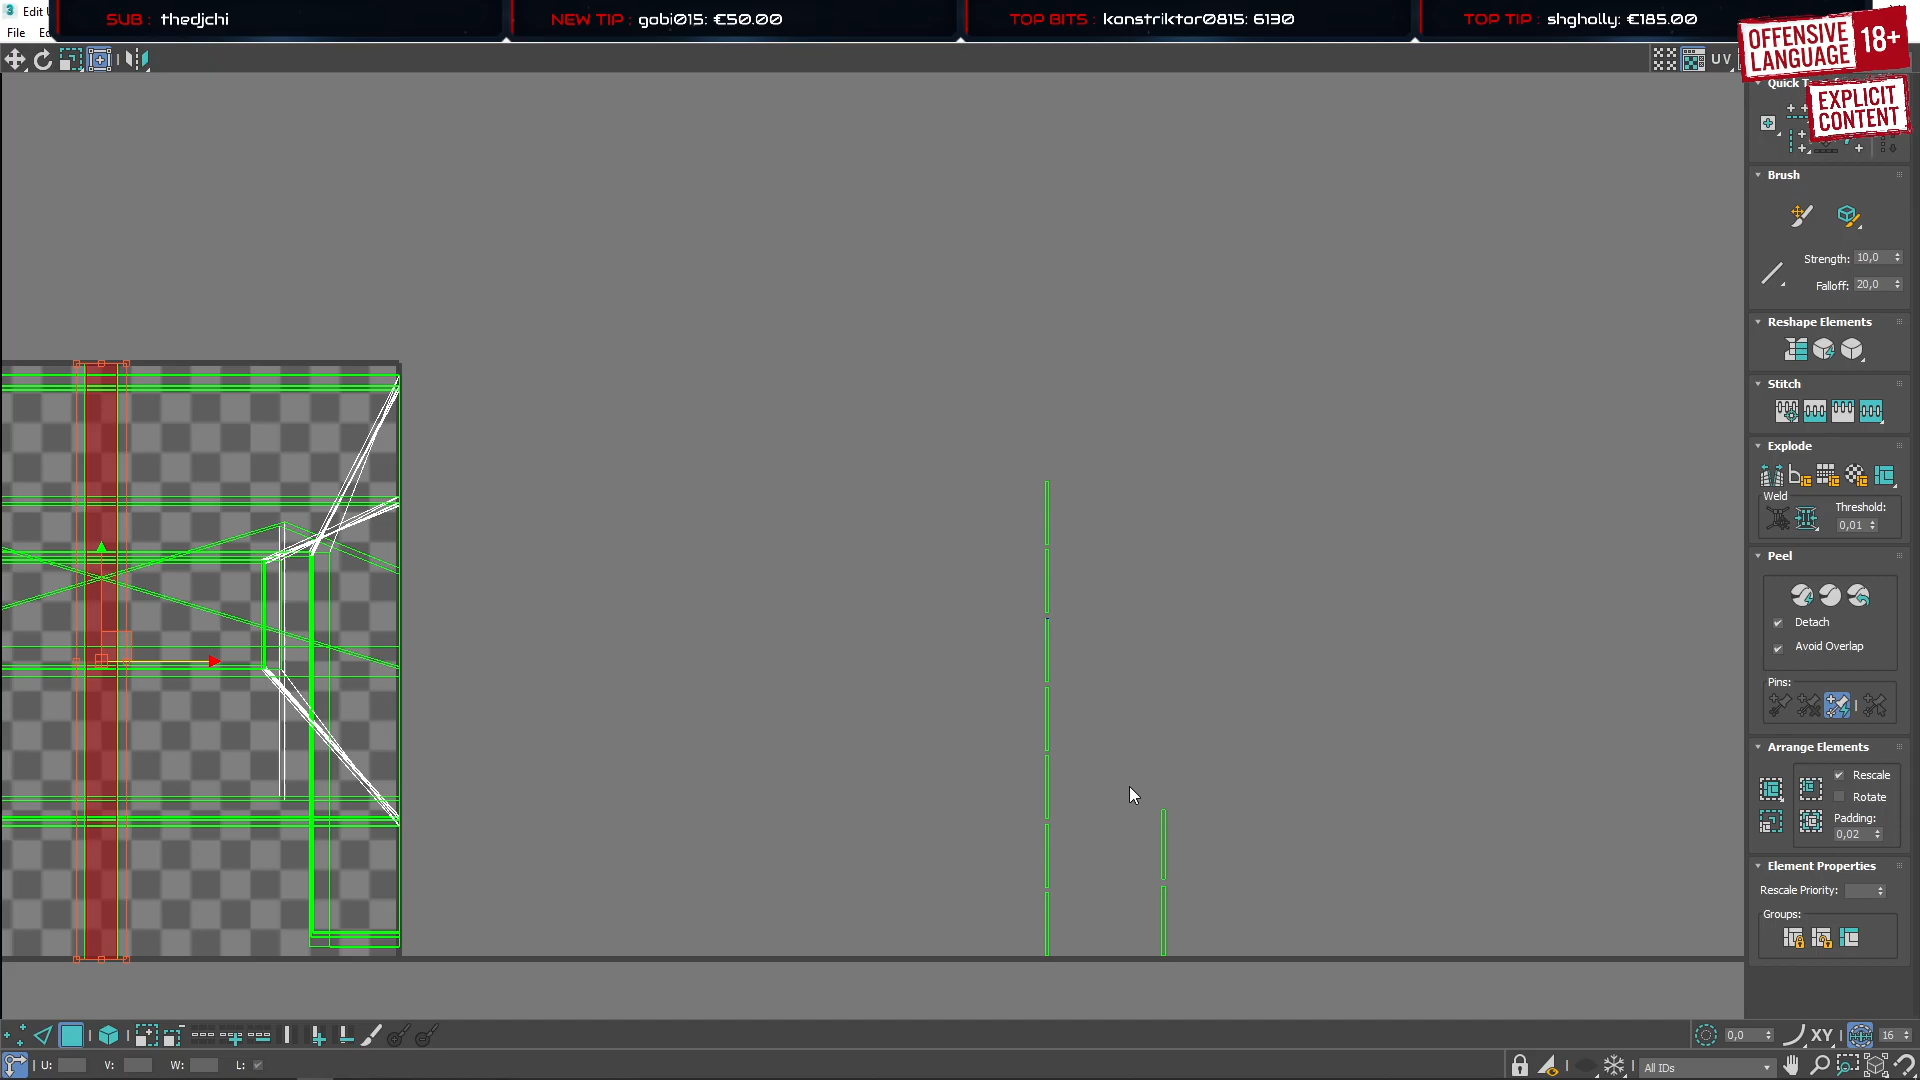 SUB : thedjchi
NEW TIP : gobi015: €50.00
TOP BITS : konstriktor0815: 6130
TOP TIP : shgholly: €185.00
OFFENSIVE
LANGUAGE 18+
EXPLICIT
CONTENT
3 Edit U
File
UV
Quick
Brush
Strength: 10,0
Falloff: 20,0
Reshape Elements
Stitch
Explode
Weld
Threshold:
0,01
Peel
Detach
Avoid Overlap
Pins:
Arrange Elements
Rescale
Rotate
Padding:
0,02
Element Properties
Rescale Priority:
Groups:
0,0
XY
16
U:
V:
W:
L:
All IDs